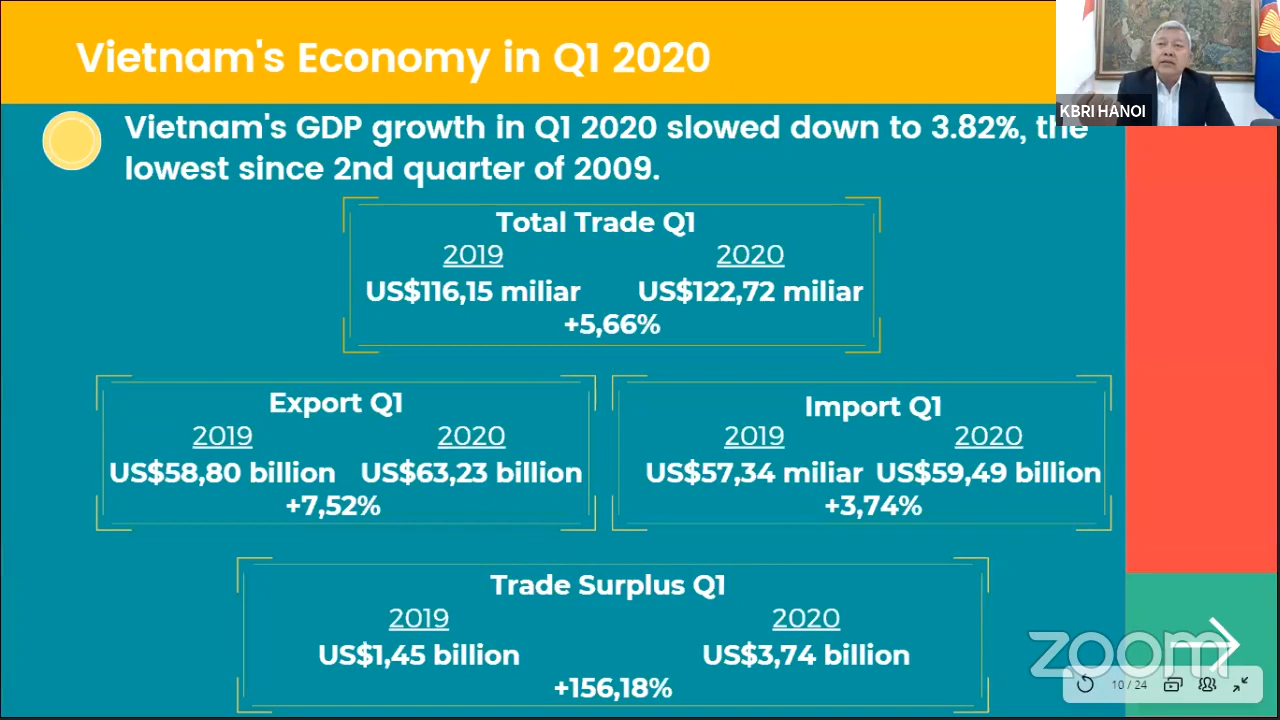 Vietnam's Economy in Q1 2020
KBRI HANOI
Vietnam's GDP growth in Q1 2020 slowed down to 3.82%, the
lowest since 2nd quarter of 2009.
Total Trade Q1
2019 2020
US$116,15 miliar US$122,72 miliar
+5,66%
Export Q1
2019 2020
US$58,80 billion US$63,23 billion
+7,52%
Import Q1
2019 2020
US$57,34 miliar US$59,49 billion
+3,74%
Trade Surplus Q1
2019 2020
US$1,45 billion US$3,74 billion
+156,18%
zoom
10 / 24